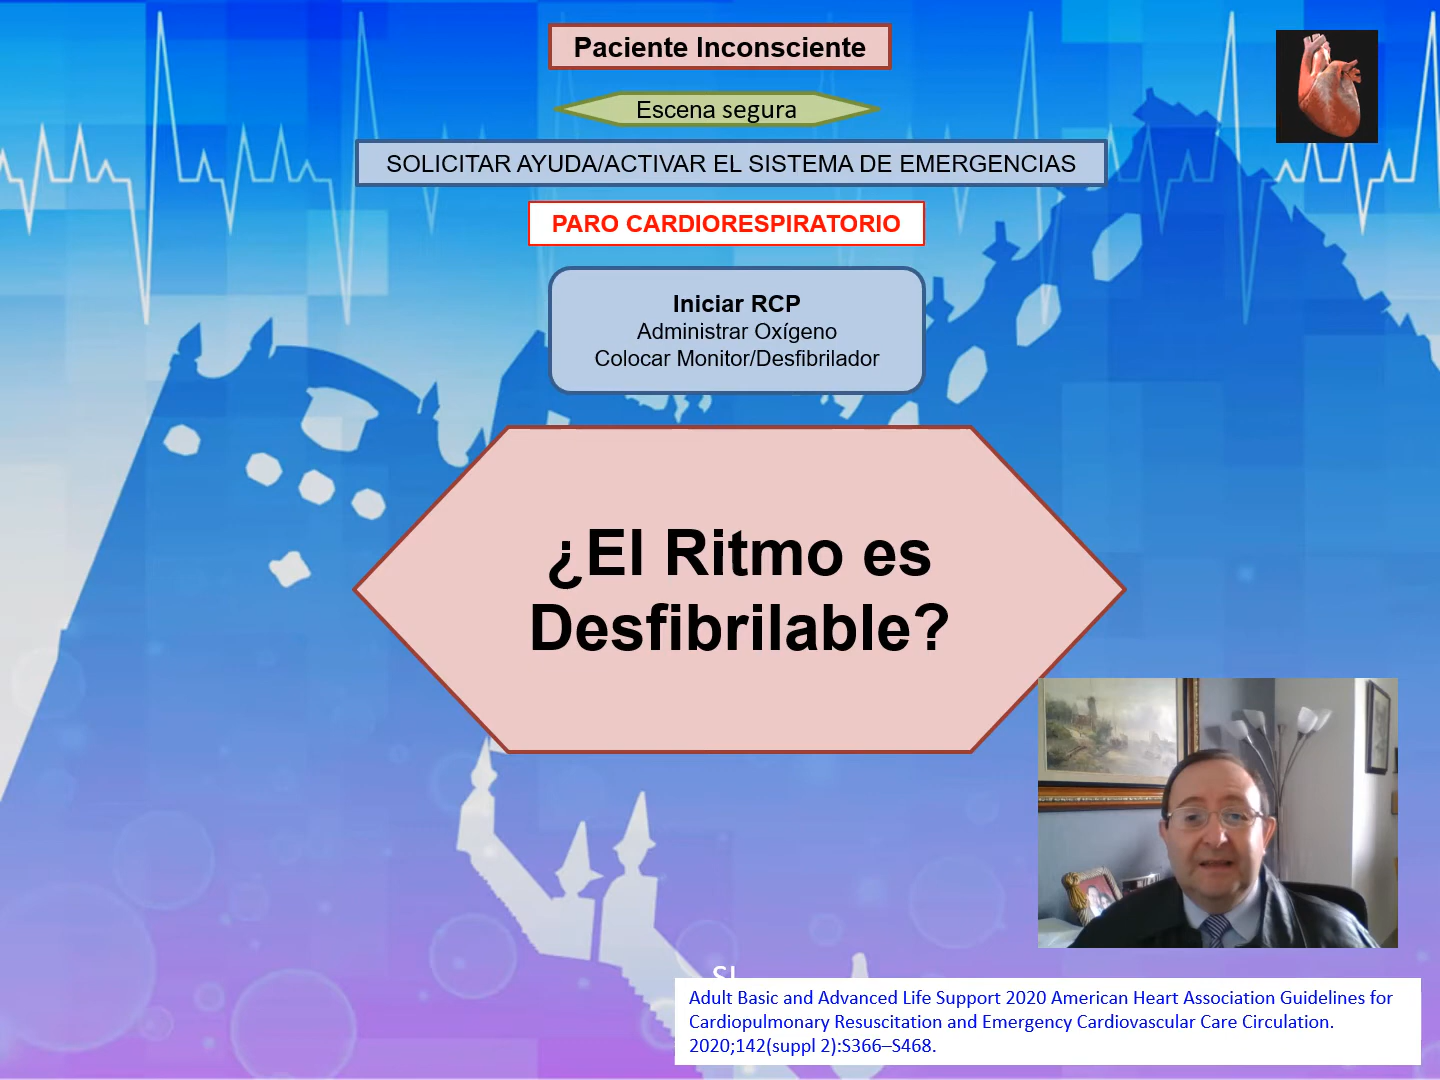 Paciente Inconsciente
Escena segura
SOLICITAR AYUDA/ACTIVAR EL SISTEMA DE EMERGENCIAS
PARO CARDIORESPIRATORIO
Iniciar RCP
Administrar Oxígeno
Colocar Monitor/Desfibrilador
¿El Ritmo es
Desfibrilable?
SI
Adult Basic and Advanced Life Support 2020 American Heart Association Guidelines for
Cardiopulmonary Resuscitation and Emergency Cardiovascular Care Circulation.
2020;142(suppl 2):S366–S468.